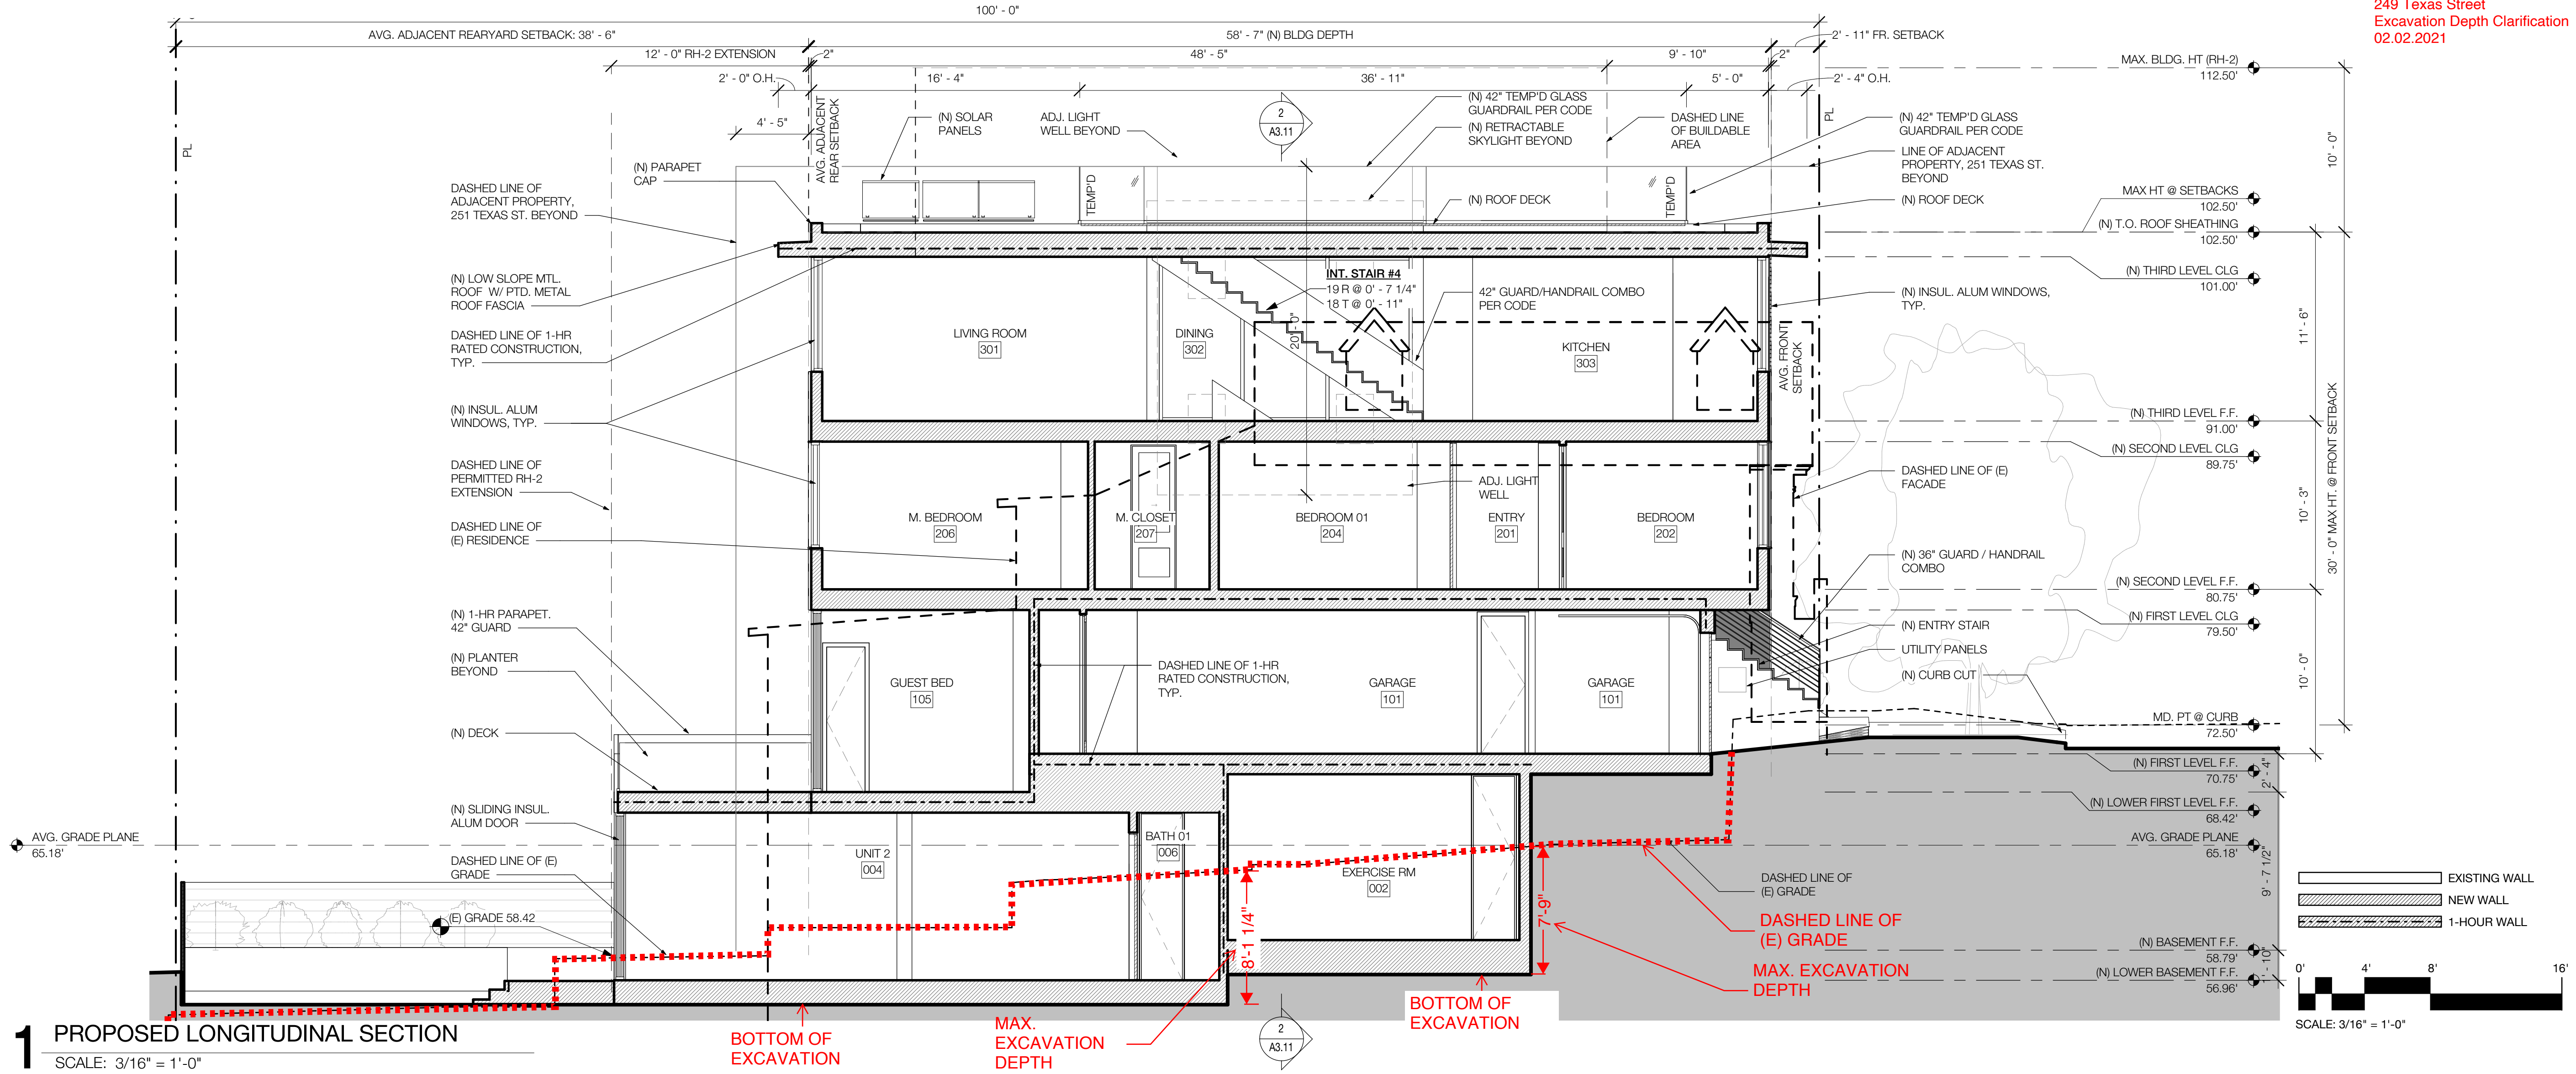 249 Texas Street
Excavation Depth Clarification
02.02.2021
100' - 0"
AVG. ADJACENT REARYARD SETBACK: 38' - 6"
58' - 7" (N) BLDG DEPTH
2' - 11" FR. SETBACK
12' - 0" RH-2 EXTENSION
2"
48' - 5"
9' - 10"
2"
2' - 0" O.H.
16' - 4"
36' - 11"
5' - 0"
2' - 4" O.H.
4' - 5"
PL
AVG. ADJACENT
REAR SETBACK
(N) SOLAR
PANELS
ADJ. LIGHT
WELL BEYOND
2
A3.11
(N) 42" TEMP'D GLASS
GUARDRAIL PER CODE
(N) RETRACTABLE
SKYLIGHT BEYOND
DASHED LINE
OF BUILDABLE
AREA
PL
(N) 42" TEMP'D GLASS
GUARDRAIL PER CODE
LINE OF ADJACENT
PROPERTY, 251 TEXAS ST.
BEYOND
(N) ROOF DECK
(N) ROOF DECK
TEMP'D
TEMP'D
(N) PARAPET
CAP
DASHED LINE OF
ADJACENT PROPERTY,
251 TEXAS ST. BEYOND
(N) LOW SLOPE MTL.
ROOF W/ PTD. METAL
ROOF FASCIA
DASHED LINE OF 1-HR
RATED CONSTRUCTION,
TYP.
(N) INSUL. ALUM
WINDOWS, TYP.
DASHED LINE OF
PERMITTED RH-2
EXTENSION
DASHED LINE OF
(E) RESIDENCE
(N) 1-HR PARAPET.
42" GUARD
(N) PLANTER
BEYOND
(N) DECK
(N) SLIDING INSUL.
ALUM DOOR
DASHED LINE OF (E)
GRADE
(E) GRADE 58.42
AVG. GRADE PLANE
65.18'
LIVING ROOM
301
DINING
302
INT. STAIR #4
19 R @ 0' - 7 1/4"
18 T @ 0' - 11"
20' - 0"
42" GUARD/HANDRAIL COMBO
PER CODE
KITCHEN
303
AVG. FRONT
SETBACK
M. BEDROOM
206
M. CLOSET
207
BEDROOM 01
204
ADJ. LIGHT
WELL
ENTRY
201
BEDROOM
202
GUEST BED
105
DASHED LINE OF 1-HR
RATED CONSTRUCTION,
TYP.
GARAGE
101
GARAGE
101
UNIT 2
004
BATH 01
006
EXERCISE RM
002
(N) INSUL. ALUM WINDOWS,
TYP.
DASHED LINE OF (E)
FACADE
(N) 36" GUARD / HANDRAIL
COMBO
(N) ENTRY STAIR
UTILITY PANELS
(N) CURB CUT
MAX. BLDG. HT (RH-2)
112.50'
MAX HT @ SETBACKS
102.50'
(N) T.O. ROOF SHEATHING
102.50'
(N) THIRD LEVEL CLG
101.00'
(N) THIRD LEVEL F.F.
91.00'
(N) SECOND LEVEL CLG
89.75'
(N) SECOND LEVEL F.F.
80.75'
(N) FIRST LEVEL CLG
79.50'
MD. PT @ CURB
72.50'
(N) FIRST LEVEL F.F.
70.75'
(N) LOWER FIRST LEVEL F.F.
68.42'
AVG. GRADE PLANE
65.18'
(N) BASEMENT F.F.
58.79'
(N) LOWER BASEMENT F.F.
56.96'
10' - 0"
11' - 6"
10' - 3"
10' - 0"
30' - 0" MAX HT. @ FRONT SETBACK
2' - 4"
9' - 7 1/2"
1' - 10"
DASHED LINE OF
(E) GRADE
DASHED LINE OF
(E) GRADE
MAX. EXCAVATION
DEPTH
8'-1 1/4"
7'-9"
BOTTOM OF
EXCAVATION
MAX.
EXCAVATION
DEPTH
BOTTOM OF
EXCAVATION
2
A3.11
EXISTING WALL
NEW WALL
1-HOUR WALL
0' 4' 8' 16'
SCALE: 3/16" = 1'-0"
1 PROPOSED LONGITUDINAL SECTION
SCALE: 3/16" = 1'-0"